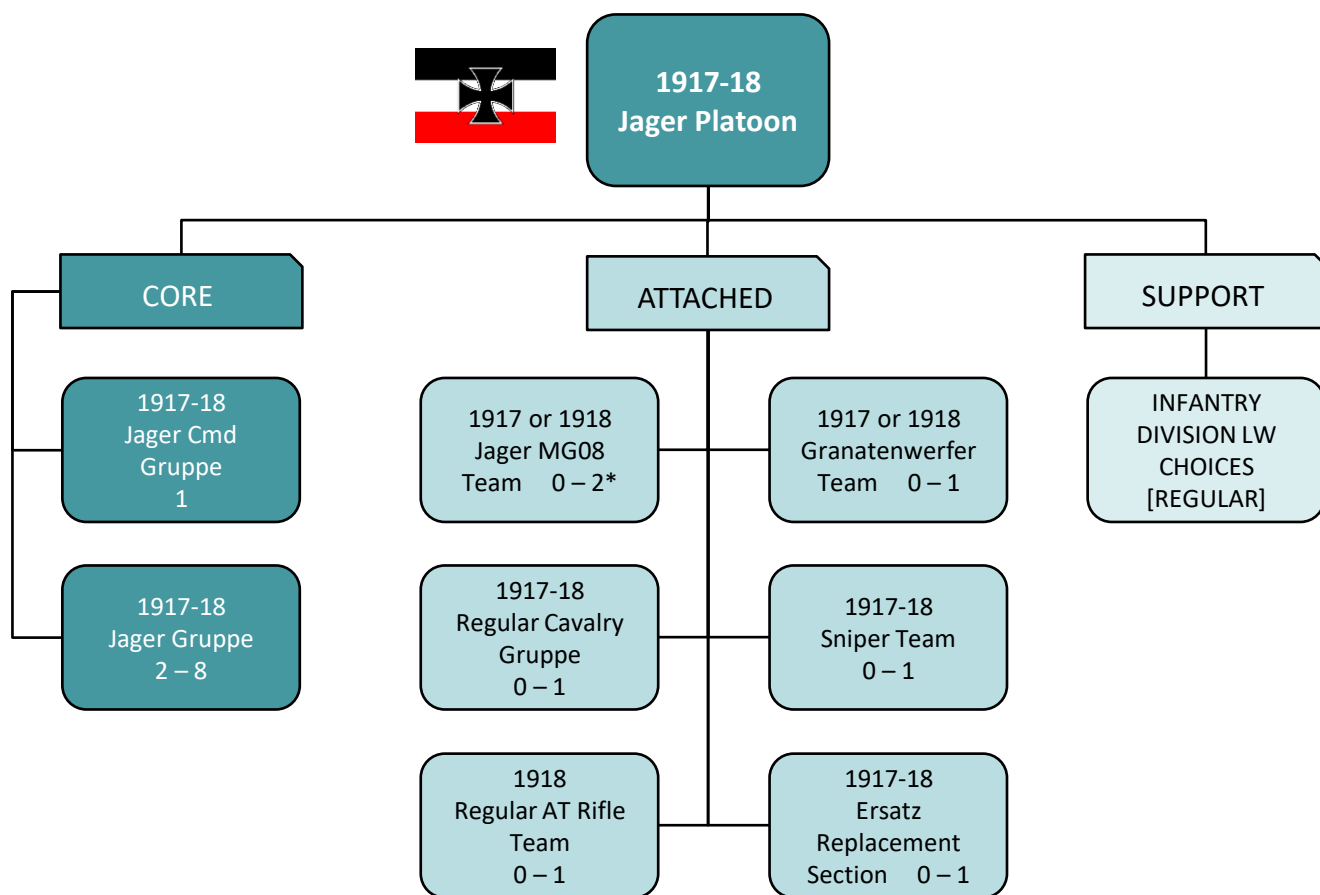 1917-18
Jager Platoon
CORE
1917-18
Jager Cmd
Gruppe
1
1917-18
Jager Gruppe
2 – 8
ATTACHED
1917 or 1918
Jager MG08
Team 0 – 2*
1917 or 1918
Granatenwerfer
Team 0 – 1
1917-18
Regular Cavalry
Gruppe
0 – 1
1917-18
Sniper Team
0 – 1
1918
Regular AT Rifle
Team
0 – 1
1917-18
Ersatz
Replacement
Section 0 – 1
SUPPORT
INFANTRY
DIVISION LW
CHOICES
[REGULAR]